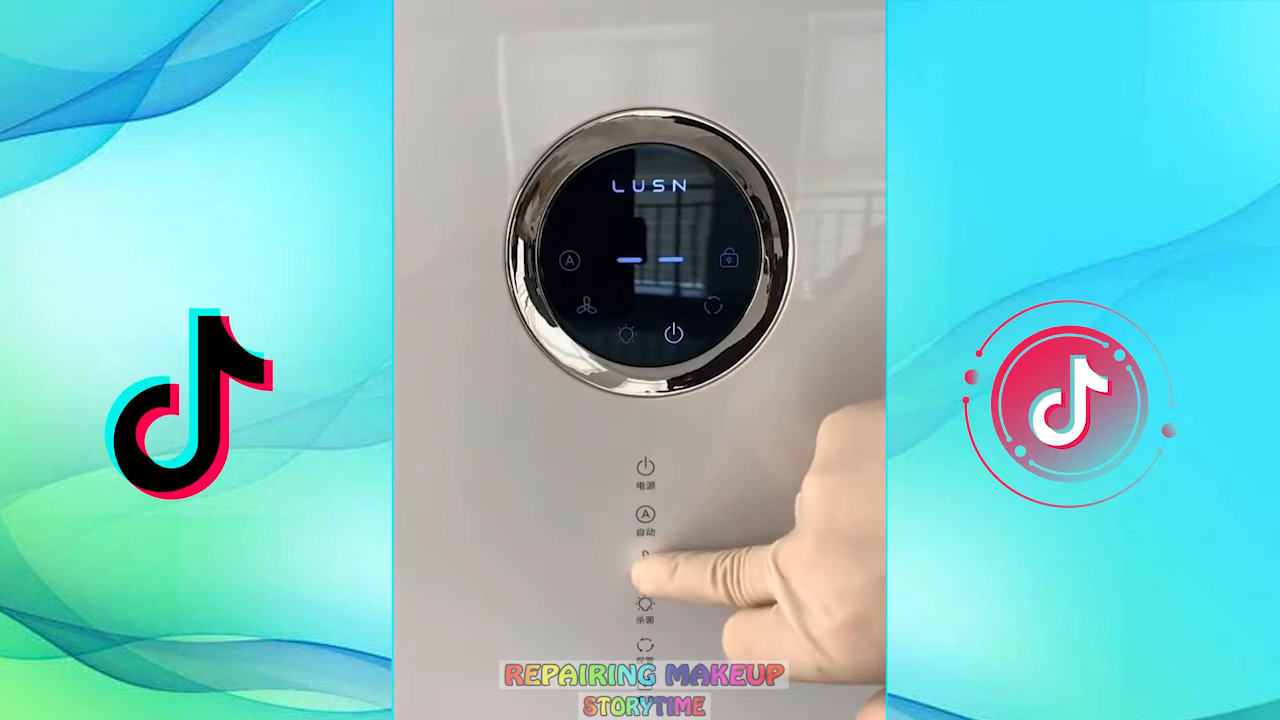 LUSN
A
电源
A
自动
杀菌
REPAIRING MAKEUP
STORYTIME